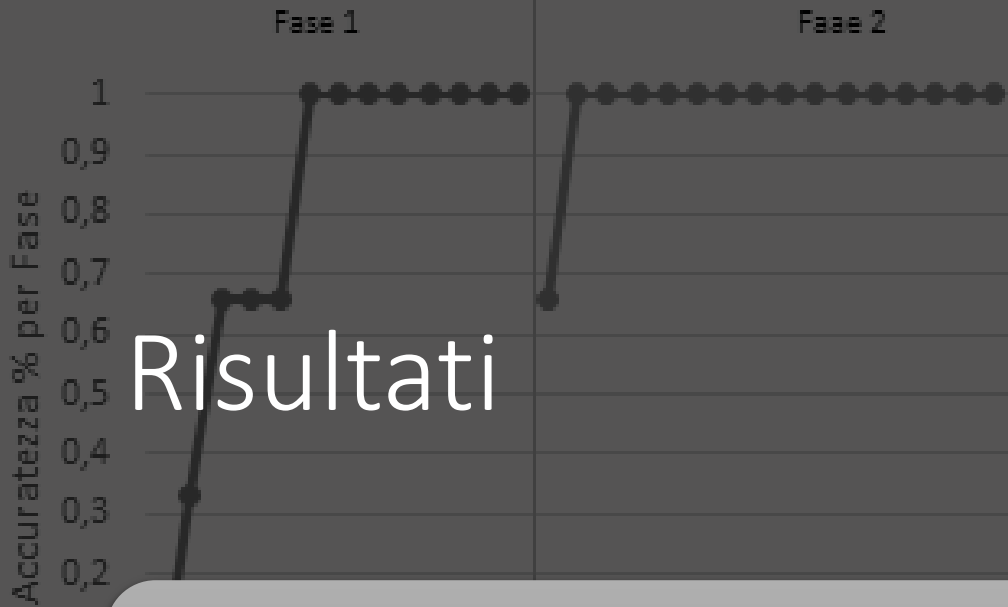 Fase 1
Faae 2
1
0,9
0,8
0,7
0,6
0,5
0,4
0,3
0,2
Accuratezza % per Fase
Risultati